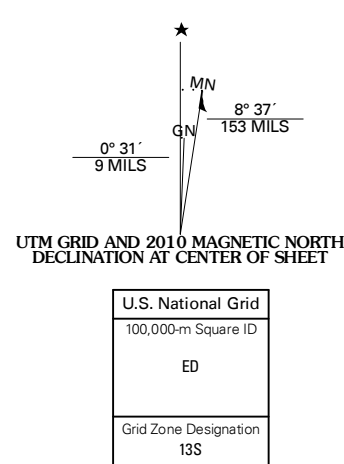 ★
MN
8° 37´
153 MILS
GN
0° 31´
9 MILS
UTM GRID AND 2010 MAGNETIC NORTH
DECLINATION AT CENTER OF SHEET
U.S. National Grid
100,000-m Square ID
ED
Grid Zone Designation
13S